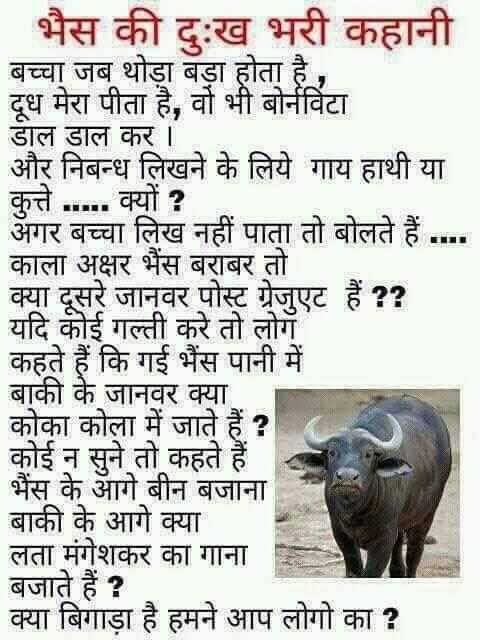 भैस की दुःख भरी कहानी
बच्चा जब थोडा बडा होता है ,
दूध मेरा पीता है, वो भी बोर्नविटा
डाल डाल कर ।
और निबन्ध लिखने के लिये गाय हाथी या
कुत्ते ..... क्यों ?
अगर बच्चा लिख नहीं पाता तो बोलते हैं ....
काला अक्षर भैंस बराबर तो
क्या दूसरे जानवर पोस्ट ग्रेजुएट हैं ??
यदि कोई गल्ती करे तो लोग
कहते हैं कि गई भैंस पानी में
बाकी के जानवर क्या
कोका कोला में जाते हैं ?
कोई न सुने तो कहते हैं
भैंस के आगे बीन बजाना
बाकी के आगे क्या
लता मंगेशकर का गाना
बजाते हैं ?
क्या बिगाड़ा है हमने आप लोगो का ?